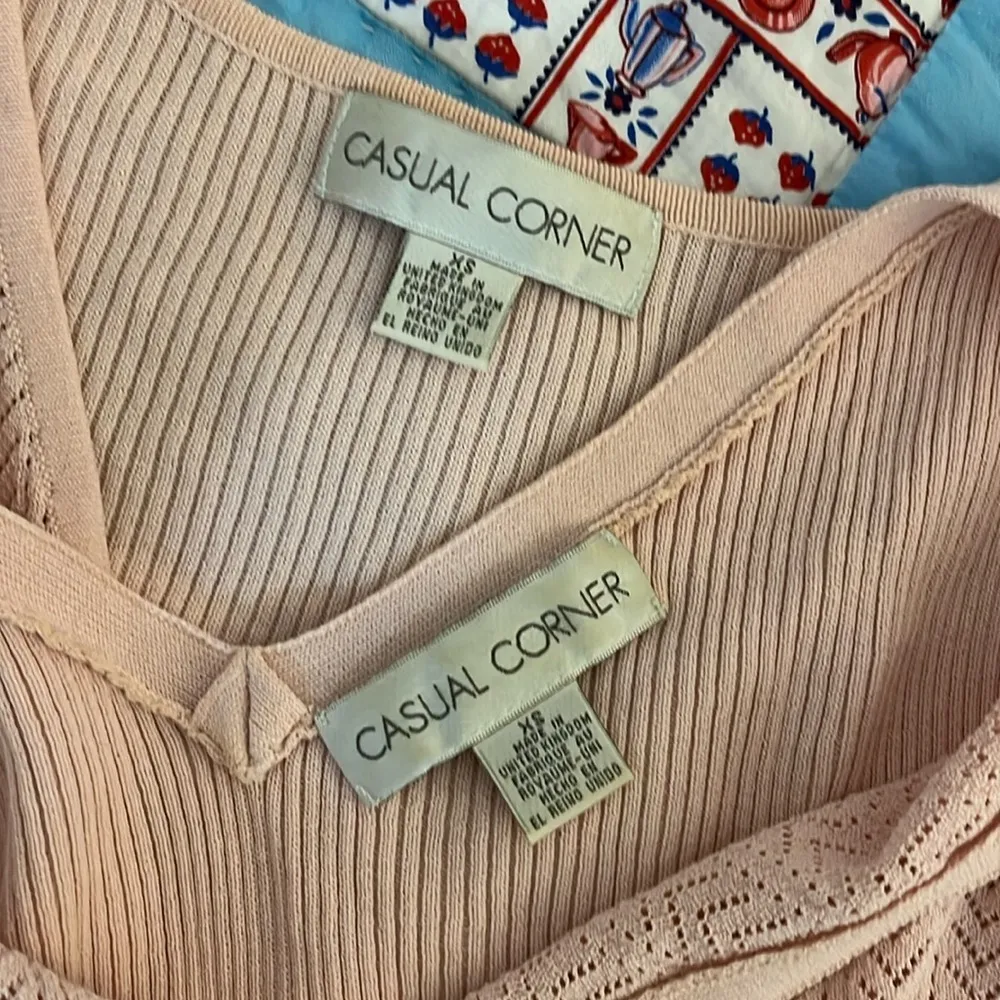 CASUAL CORNER
XS
MADE IN
UNITED KINGDOM
FABRIQUE AU
ROYAUME-UNI
HECHO EN
EL REINO UNIDO
CASUAL CORNER
XS
MADE IN
UNITED KINGDOM
FABRIQUE AU
ROYAUME-UNI
HECHO EN
EL REINO UNIDO